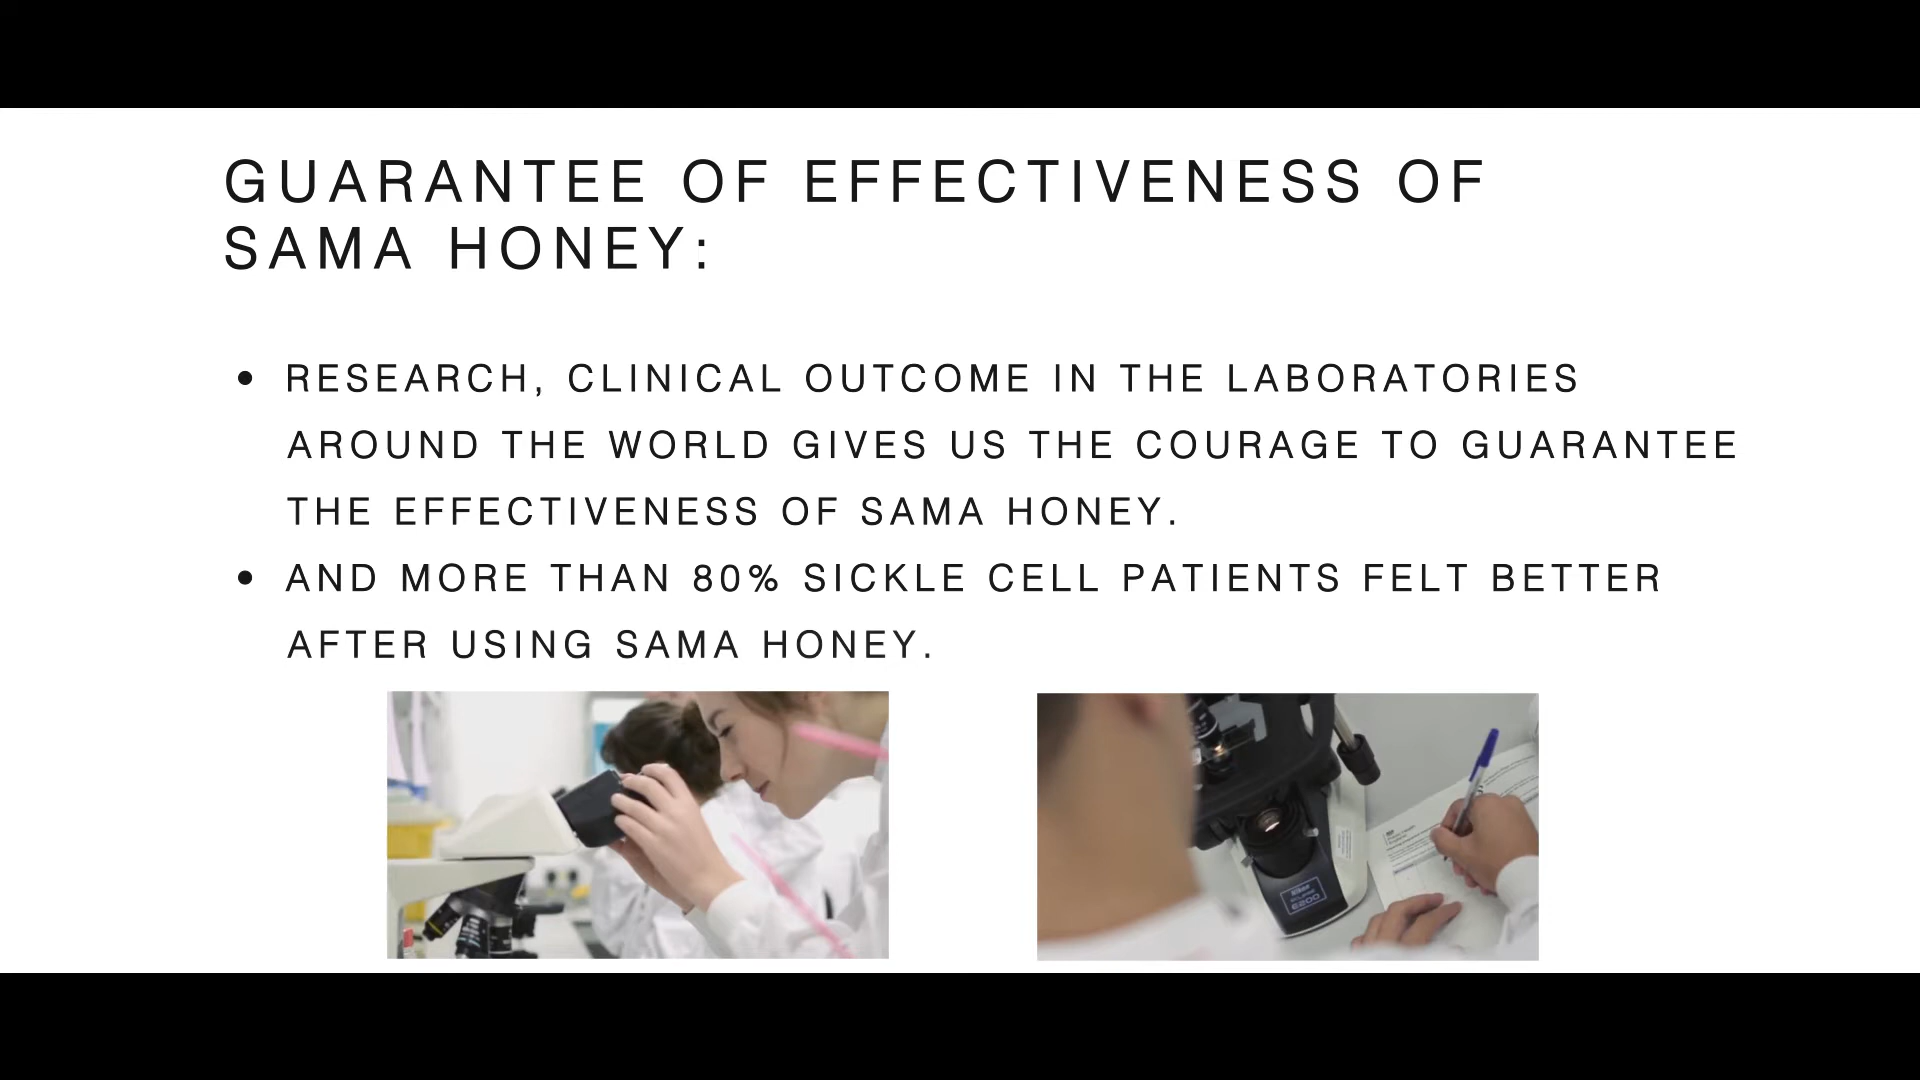 GUARANTEE OF EFFECTIVENESS OF
SAMA HONEY:
• RESEARCH, CLINICAL OUTCOME IN THE LABORATORIES
AROUND THE WORLD GIVES US THE COURAGE TO GUARANTEE
THE EFFECTIVENESS OF SAMA HONEY.
• AND MORE THAN 80% SICKLE CELL PATIENTS FELT BETTER
AFTER USING SAMA HONEY.
Nikon
E200